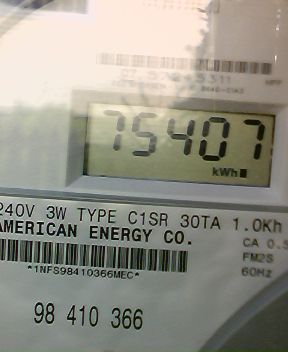 75407
kWh
240V 3W TYPE C1SR 30TA 1.0Kh
AMERICAN ENERGY CO.
CA 0.5
FM2S
60Hz
*1NFS98410366MEC*
98 410 366